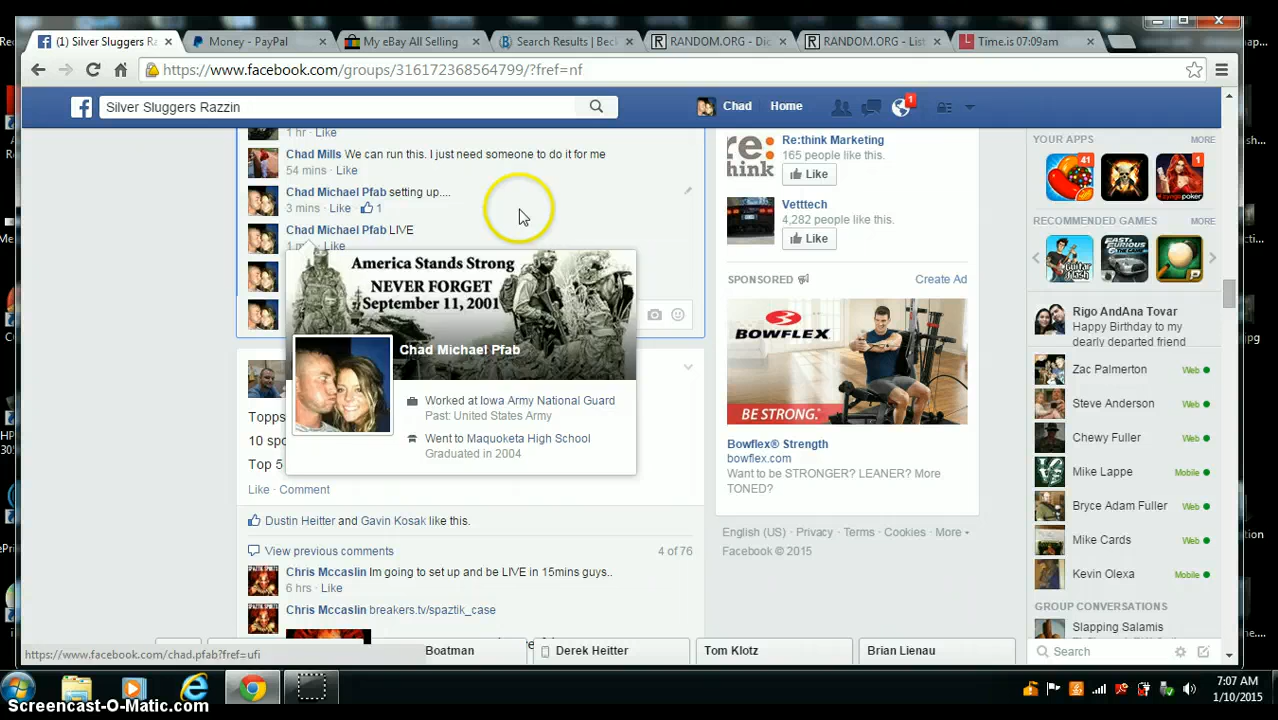 (1) Silver Sluggers Ra
Money - PayPal
My eBay All Selling
Search Results | Beck
RANDOM.ORG - Dic
RANDOM.ORG - List
Time.is 07:09am
https://www.facebook.com/groups/316172368564799/?fref=nf
Silver Sluggers Razzin
Chad
Home
1
1 hr · Like
Chad Mills We can run this. I just need someone to do it for me
54 mins · Like
Chad Michael Pfab setting up....
3 mins · Like 1
Chad Michael Pfab LIVE
Like
America Stands Strong
NEVER FORGET
September 11, 2001
Chad Michael Pfab
Worked at Iowa Army National Guard
Past: United States Army
Went to Maquoketa High School
Graduated in 2004
Topps
10 spo
Top 5
Like · Comment
Dustin Heitter and Gavin Kosak like this.
View previous comments
4 of 76
Chris Mccaslin Im going to set up and be LIVE in 15mins guys..
6 hrs · Like
Chris Mccaslin breakers.tv/spaztik_case
re:
think
Re:think Marketing
165 people like this.
Like
Vetttech
4,282 people like this.
Like
SPONSORED
Create Ad
BOWFLEX
BE STRONG.
Bowflex® Strength
bowflex.com
Want to be STRONGER? LEANER? More
TONED?
English (US) · Privacy · Terms · Cookies · More
Facebook © 2015
YOUR APPS
MORE
41
1
zynga poker
RECOMMENDED GAMES
MORE
Rigo AndAna Tovar
Happy Birthday to my
dearly departed friend
Zac Palmerton
Web
Steve Anderson
Web
Chewy Fuller
Web
Mike Lappe
Mobile
Bryce Adam Fuller
Web
Mike Cards
Web
Kevin Olexa
Mobile
GROUP CONVERSATIONS
Slapping Salamis
Search
https://www.facebook.com/chad.pfab?fref=ufi
Boatman
Derek Heitter
Tom Klotz
Brian Lienau
7:07 AM
1/10/2015
Screencast-O-Matic.com